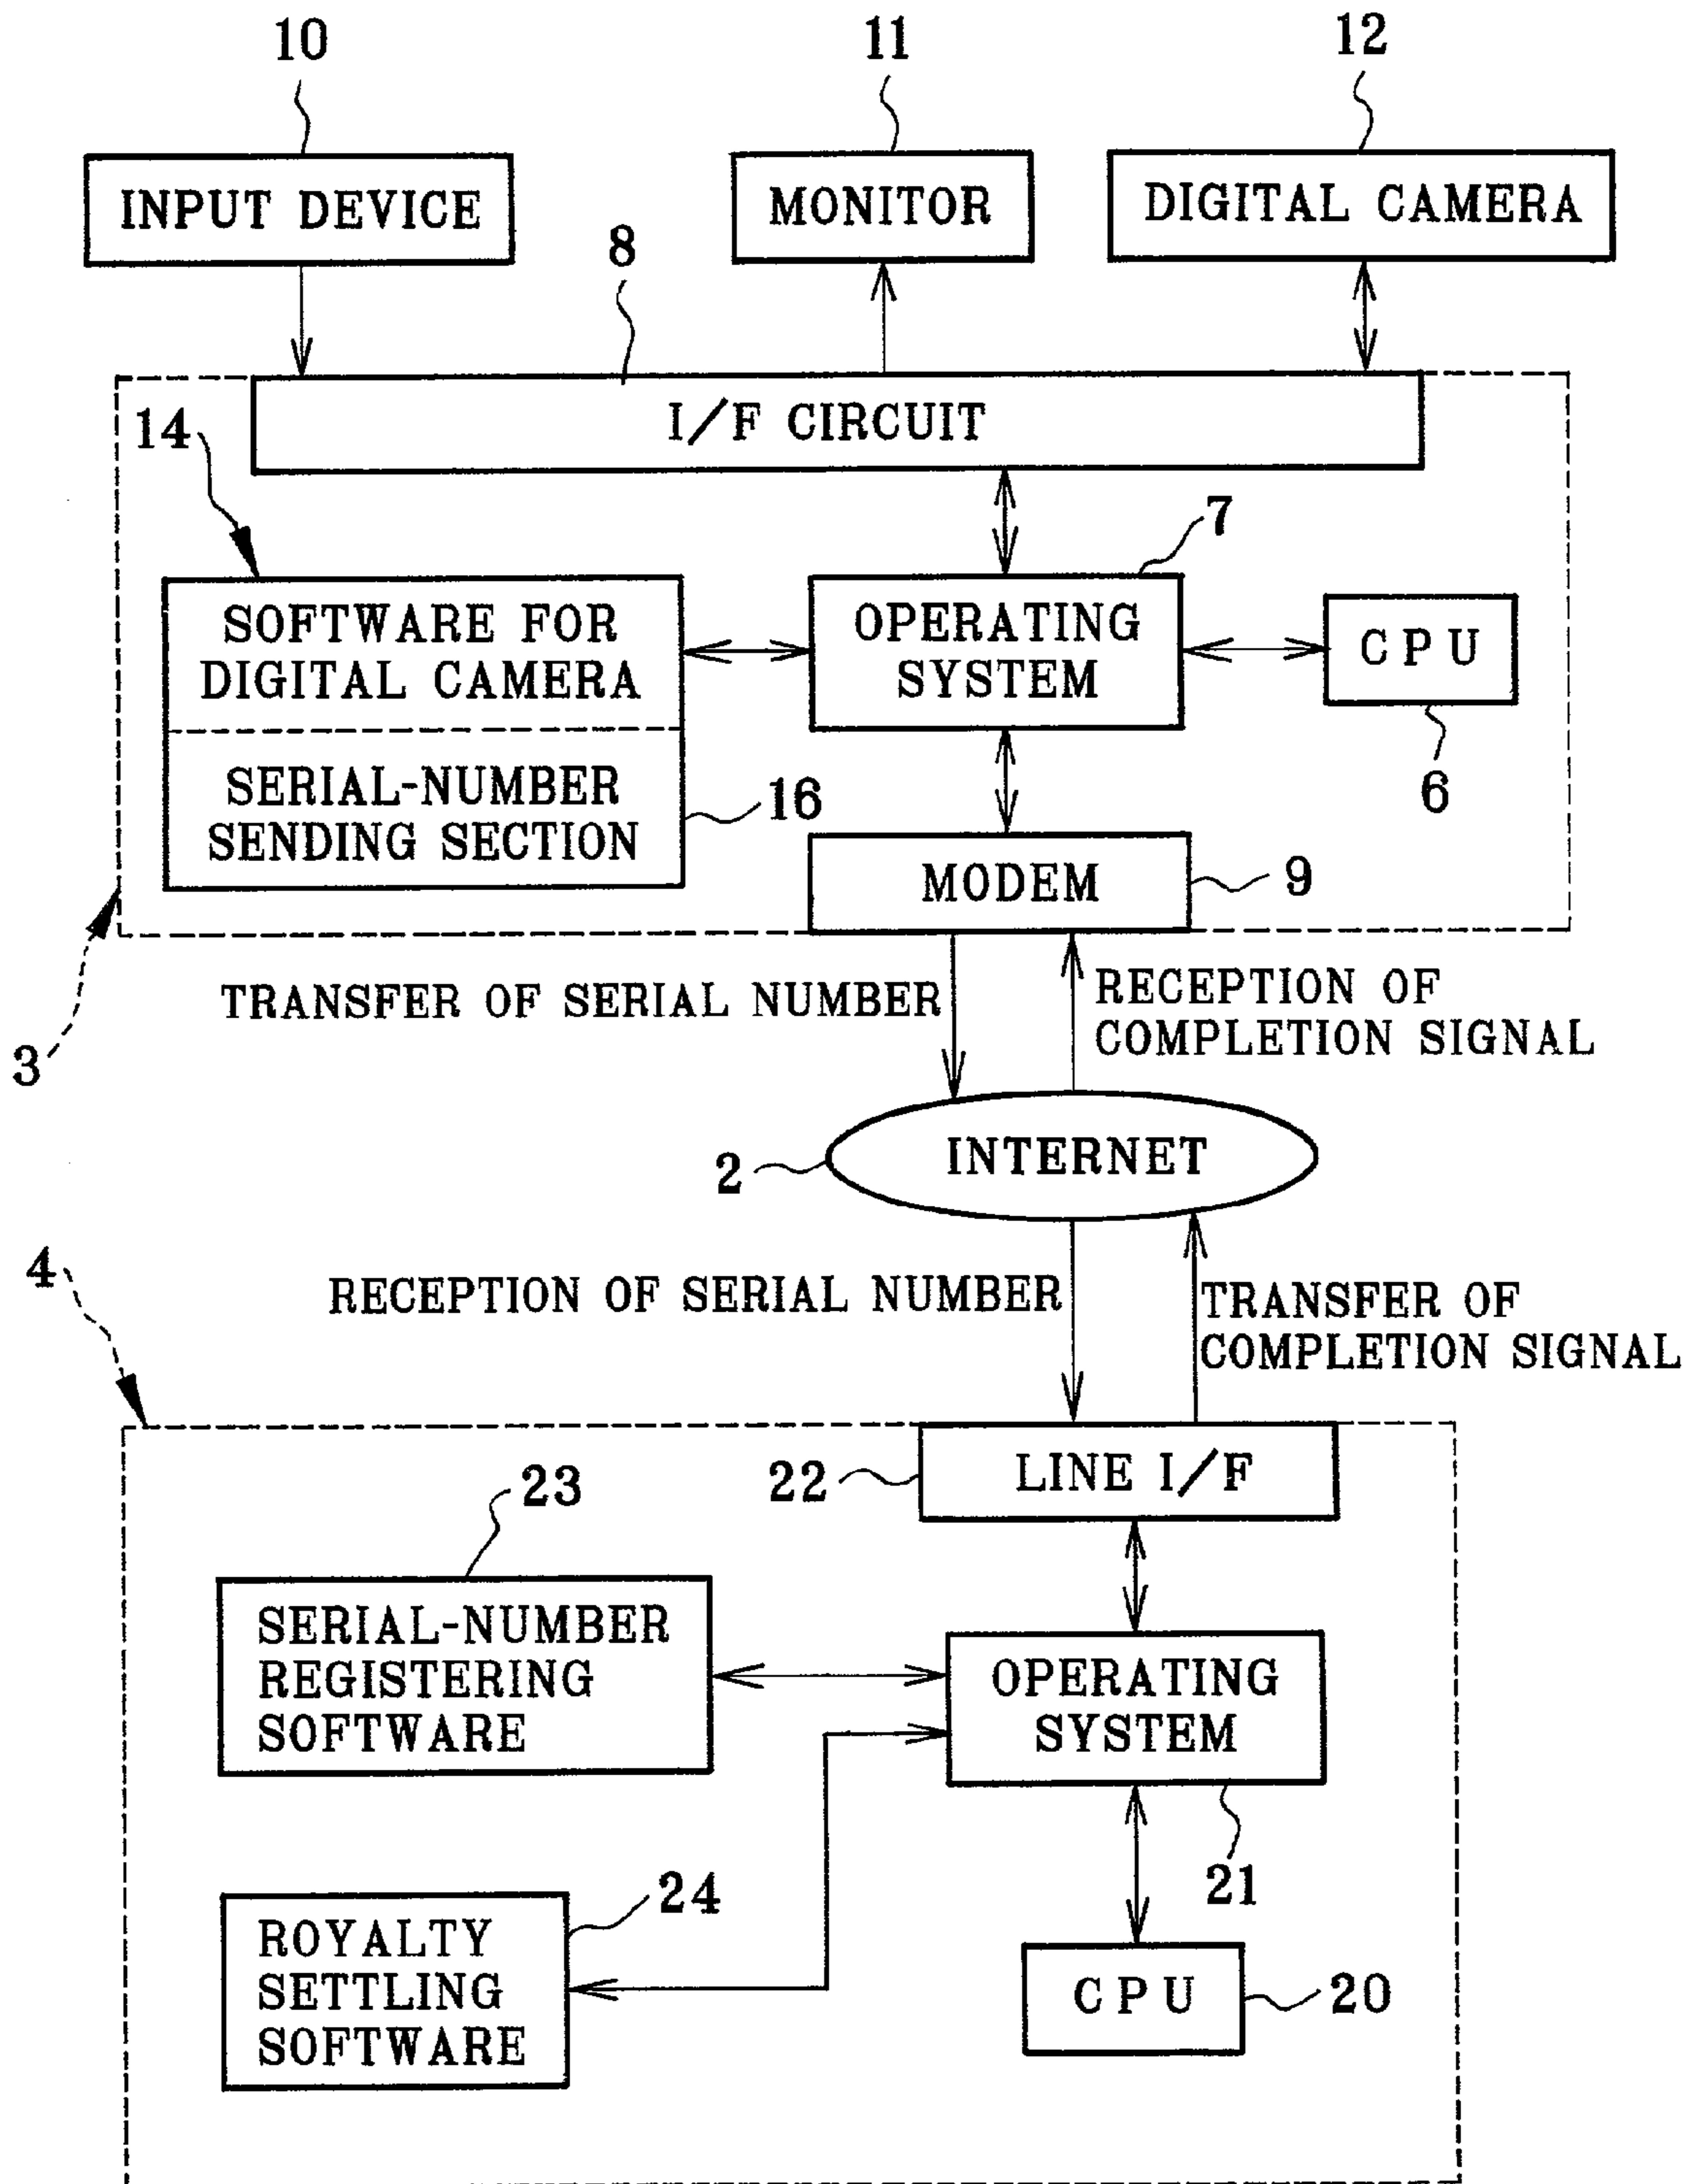 10
11
12
INPUT DEVICE
MONITOR
DIGITAL CAMERA
8
I/F CIRCUIT
14
7
SOFTWARE FOR
DIGITAL CAMERA
OPERATING
SYSTEM
CPU
6
SERIAL-NUMBER
SENDING SECTION
16
MODEM
9
3
TRANSFER OF SERIAL NUMBER
RECEPTION OF
COMPLETION SIGNAL
2
INTERNET
4
RECEPTION OF SERIAL NUMBER
TRANSFER OF
COMPLETION SIGNAL
22
LINE I/F
23
SERIAL-NUMBER
REGISTERING
SOFTWARE
OPERATING
SYSTEM
21
24
ROYALTY
SETTLING
SOFTWARE
CPU
20